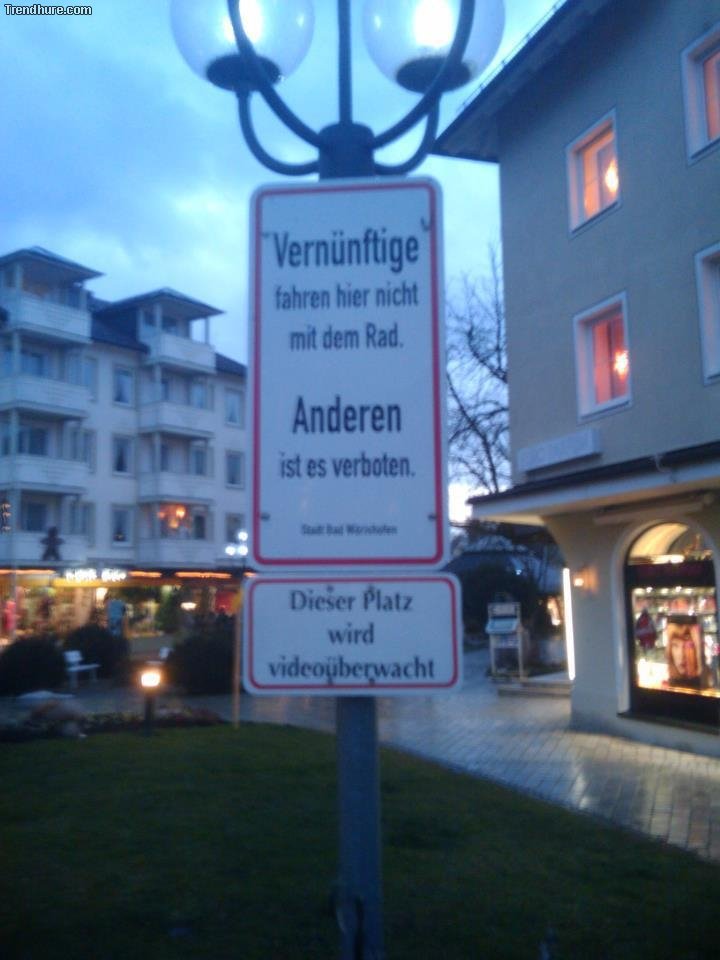 Trendhure.com
Vernünftige
fahren hier nicht
mit dem Rad.
Anderen
ist es verboten.
Stadt Bad Wörishofen
Dieser Platz
wird
videoüberwacht